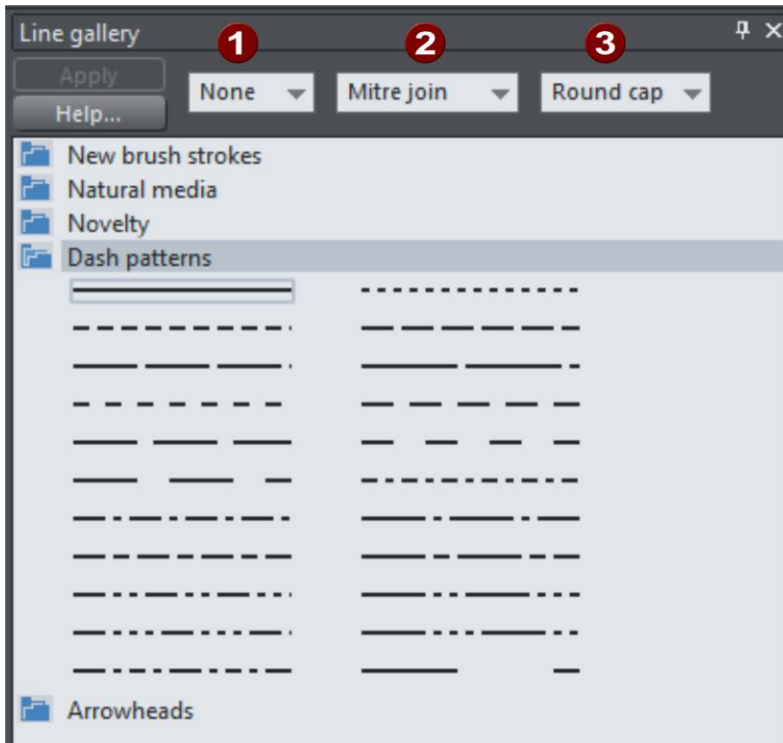 Line gallery
1 2 3
Apply
Help...
None Mitre join Round cap
New brush strokes
Natural media
Novelty
Dash patterns
Arrowheads